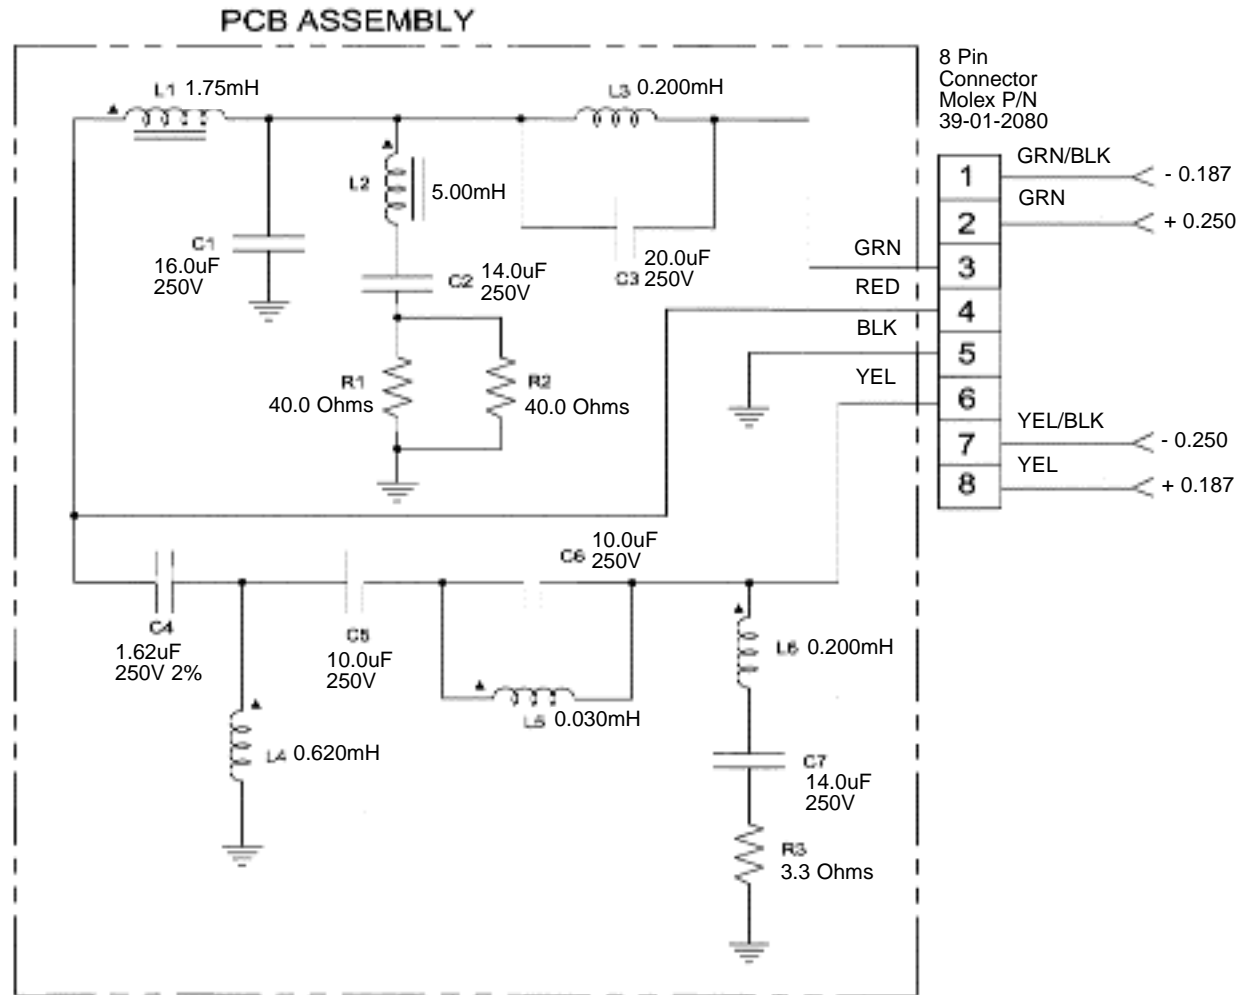 PCB ASSEMBLY
8 Pin
Connector
Molex P/N
39-01-2080
L1 1.75mH
L3 0.200mH
L2
5.00mH
C1
16.0uF
250V
C2
14.0uF
250V
C3
20.0uF
250V
R1
40.0 Ohms
R2
40.0 Ohms
GRN
RED
BLK
YEL
1
2
3
4
5
6
7
8
GRN/BLK
- 0.187
GRN
+ 0.250
YEL/BLK
- 0.250
YEL
+ 0.187
C4
1.62uF
250V 2%
C5
10.0uF
250V
C6
10.0uF
250V
L5 0.030mH
L4 0.620mH
L6 0.200mH
C7
14.0uF
250V
R3
3.3 Ohms